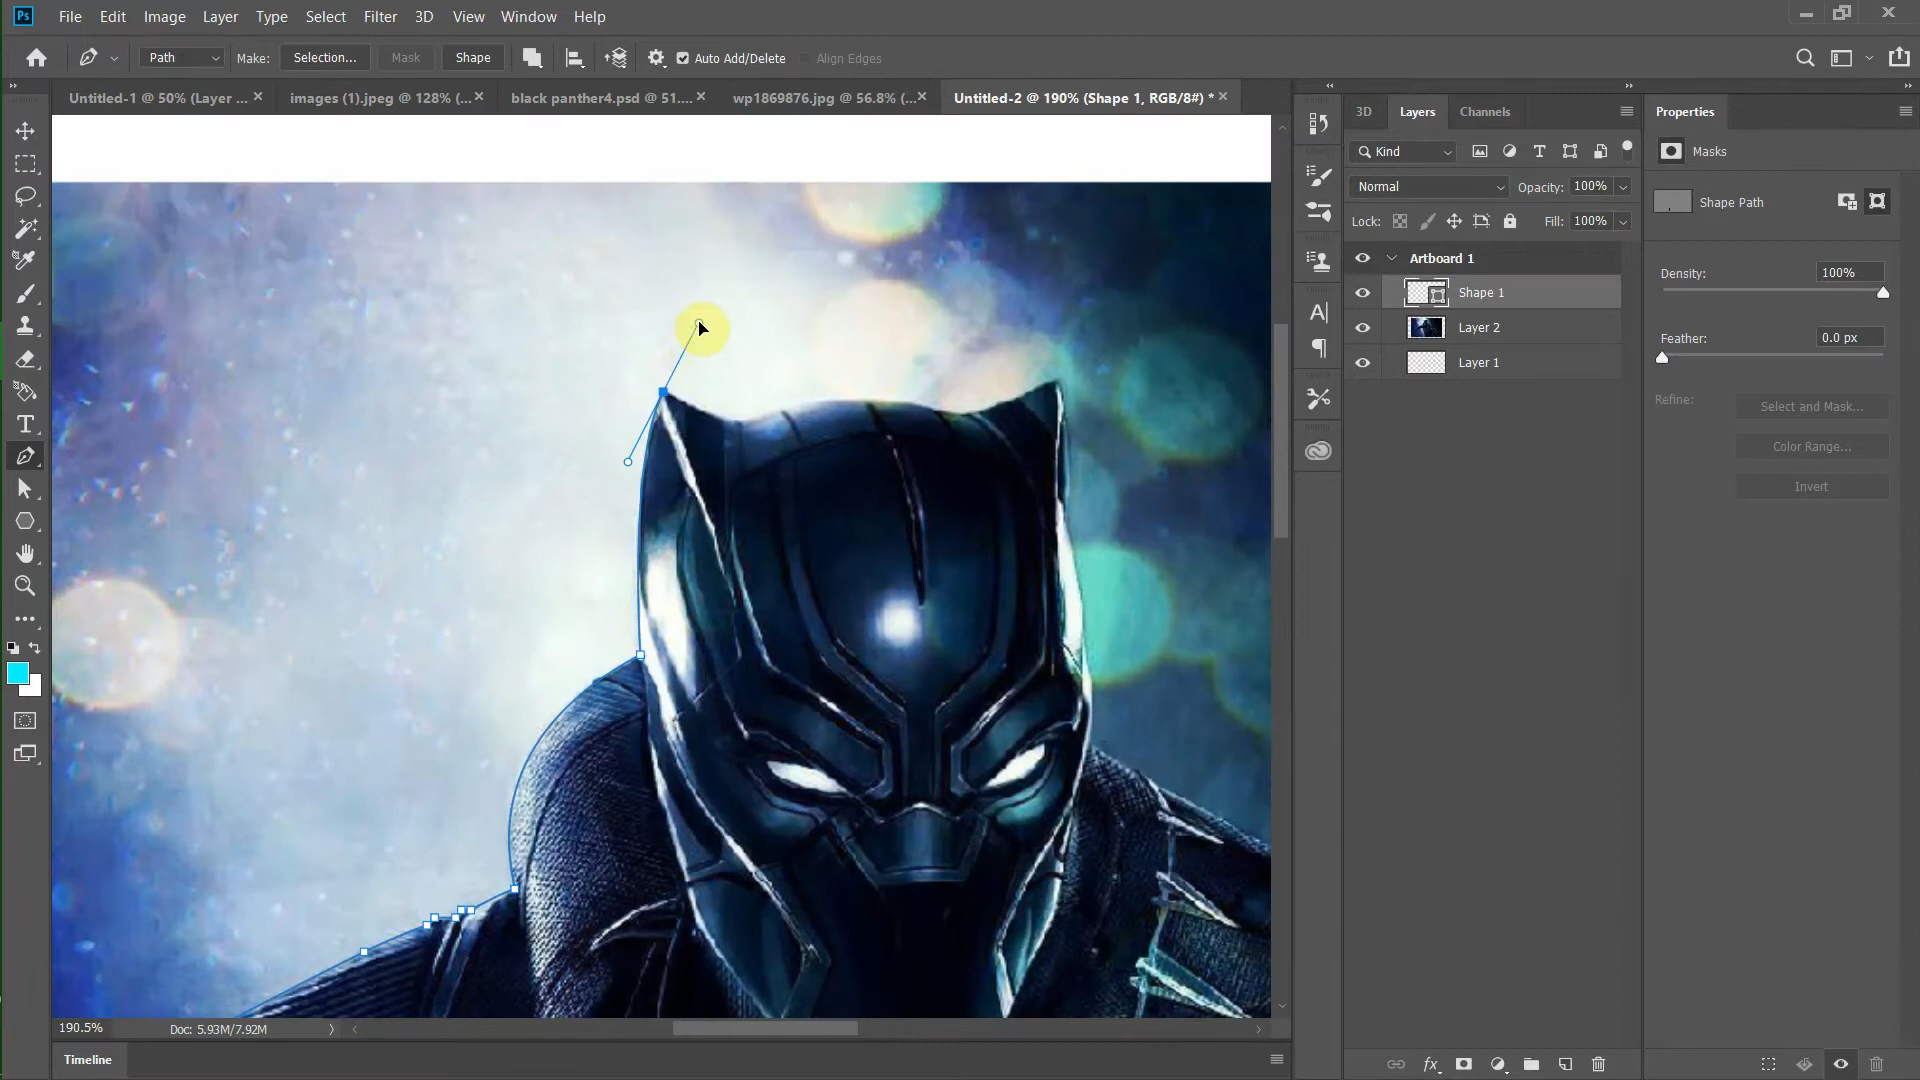 Ps File Edit Image Layer Type Select Filter 3D View Window Help
Path Make: Selection... Mask Shape Auto Add/Delete Align Edges
Untitled-1 @ 50% (Layer ... images (1).jpeg @ 128% (... black panther4.psd @ 51.... wp1869876.jpg @ 56.8% (... Untitled-2 @ 190% (Shape 1, RGB/8#) *
3D Layers Channels Properties
Kind Masks
Normal Opacity: 100%
Shape Path
Lock: Fill: 100%
Artboard 1
Density: 100%
Shape 1
Layer 2
Feather: 0.0 px
Layer 1
Refine: Select and Mask...
Color Range...
Invert
190.5% Doc: 5.93M/7.92M
Timeline